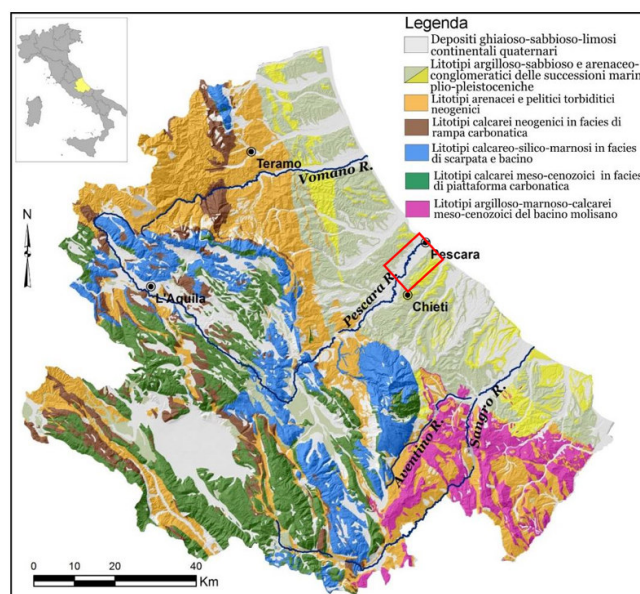 Legenda
Depositi ghiaioso-sabbioso-limosi
continentali quaternari
Litotipi argilloso-sabbioso e arenaceo-
conglomeratici delle successioni marin
plio-pleistoceniche
Litotipi arenacei e pelitici torbiditici
neogenici
Litotipi calcarei neogenici in facies di
rampa carbonatica
Litotipi calcareo-silico-marnosi in facies
di scarpata e bacino
Litotipi calcarei meso-cenozoici in facies
di piattaforma carbonatica
Litotipi argilloso-marnoso-calcarei
meso-cenozoici del bacino molisano
Teramo
Vomano R.
N
Pescara
L'Aquila
Pescara R.
Chieti
Aventino R.
Sangro R.
0 20 40
Km